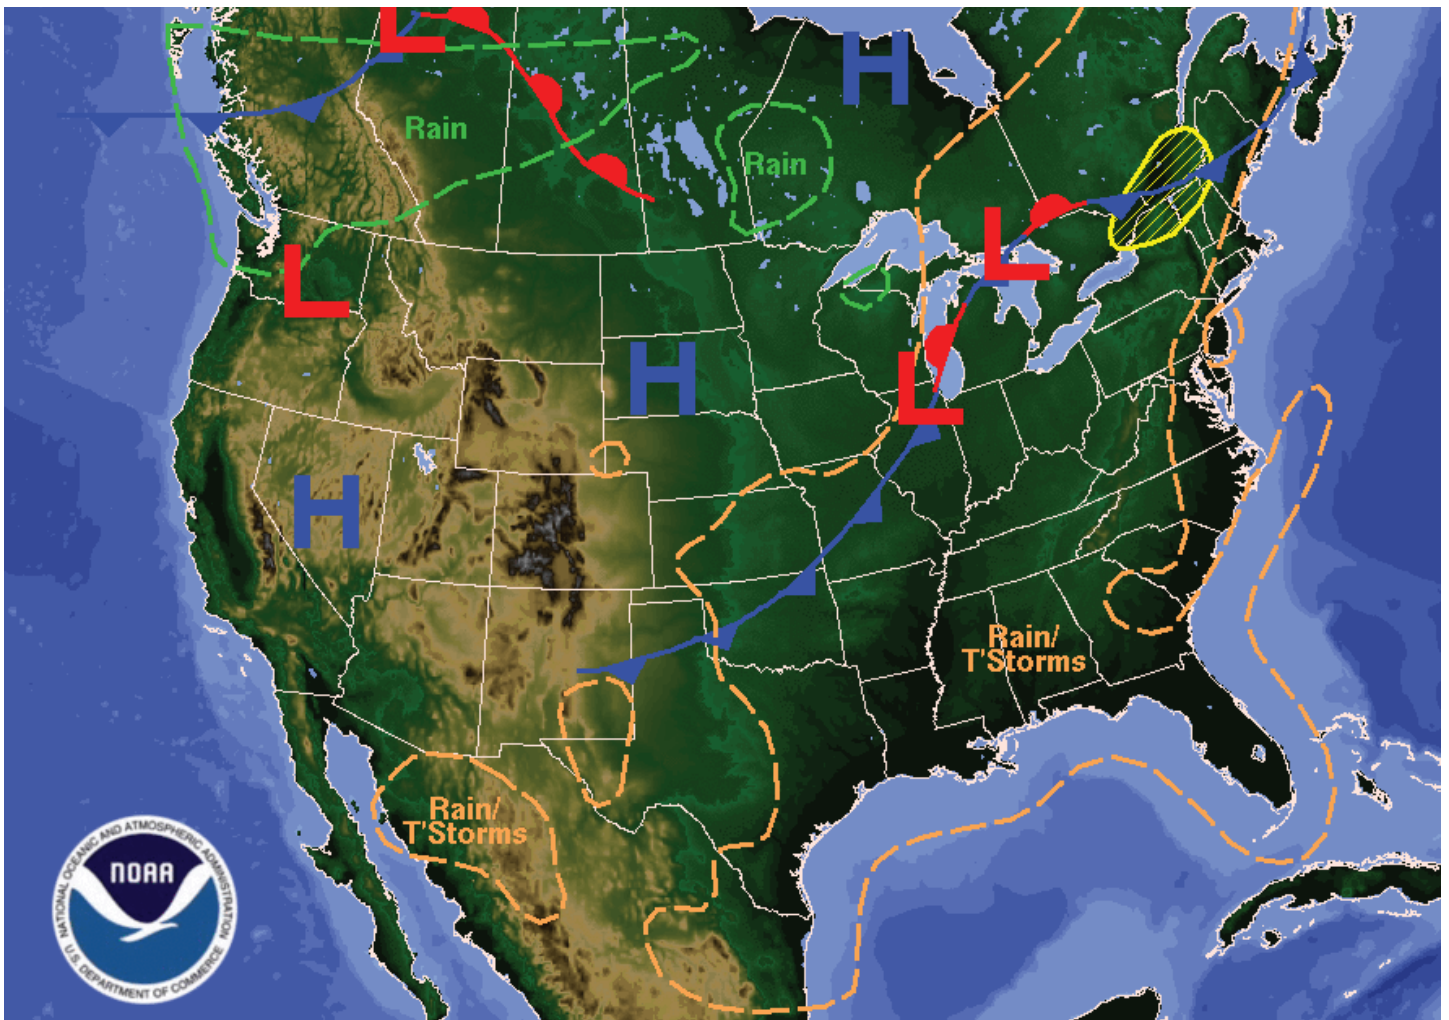 L
H
Rain
Rain
L
L
H
L
H
Rain/
T'Storms
Rain/
T'Storms
NATIONAL OCEANIC AND ATMOSPHERIC ADMINISTRATION
NOAA
U.S. DEPARTMENT OF COMMERCE